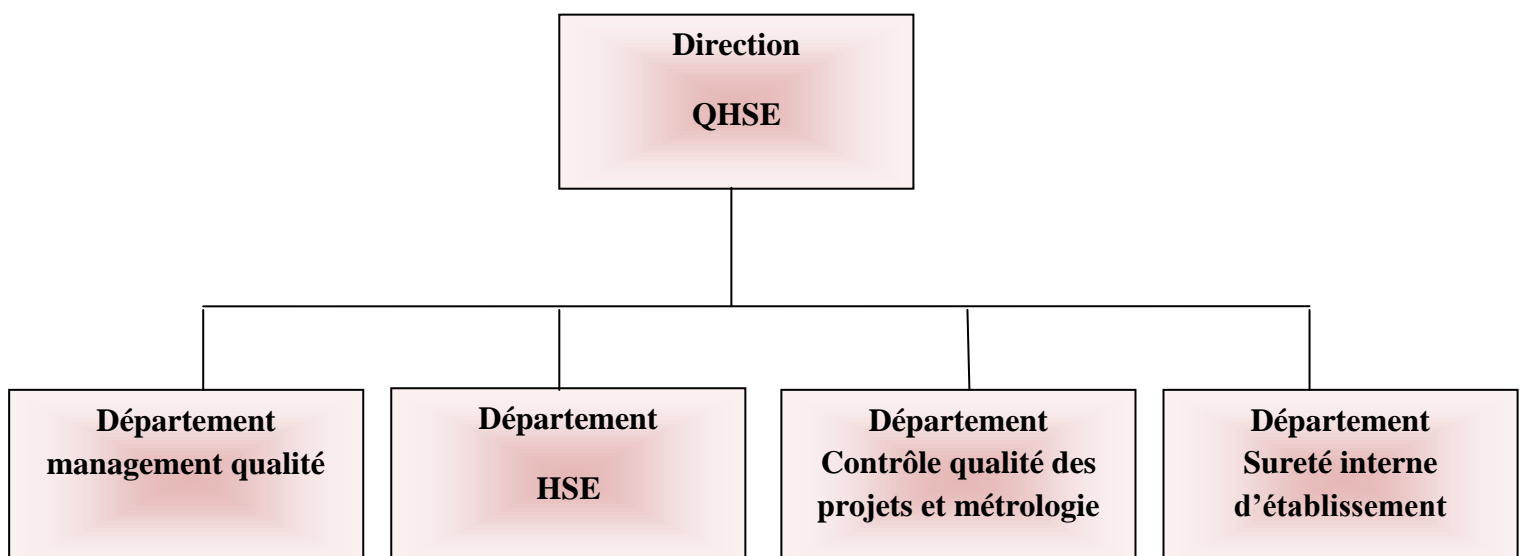 Direction
QHSE
Département
management qualité
Département
HSE
Département
Contrôle qualité des
projets et métrologie
Département
Sureté interne
d’établissement